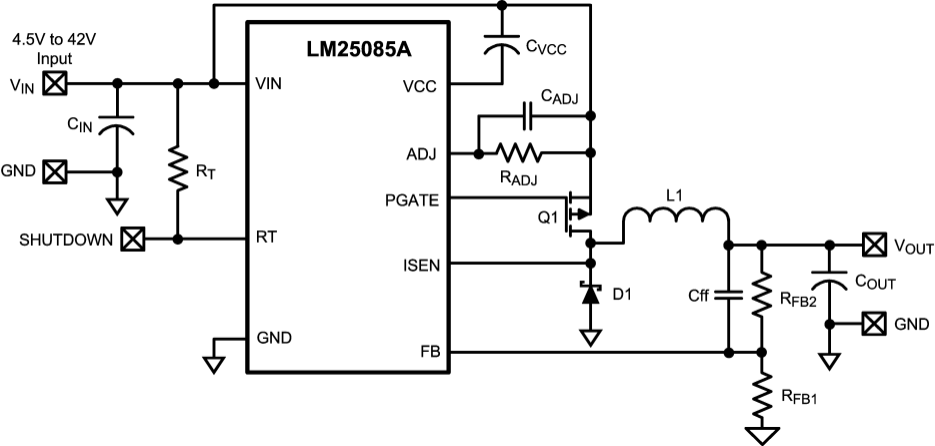 4.5V to 42V
Input
VIN
CIN
GND
RT
SHUTDOWN
LM25085A
VIN
RT
GND
VCC
ADJ
PGATE
ISEN
FB
CVCC
CADJ
RADJ
Q1
L1
D1
Cff
RFB2
RFB1
COUT
VOUT
GND